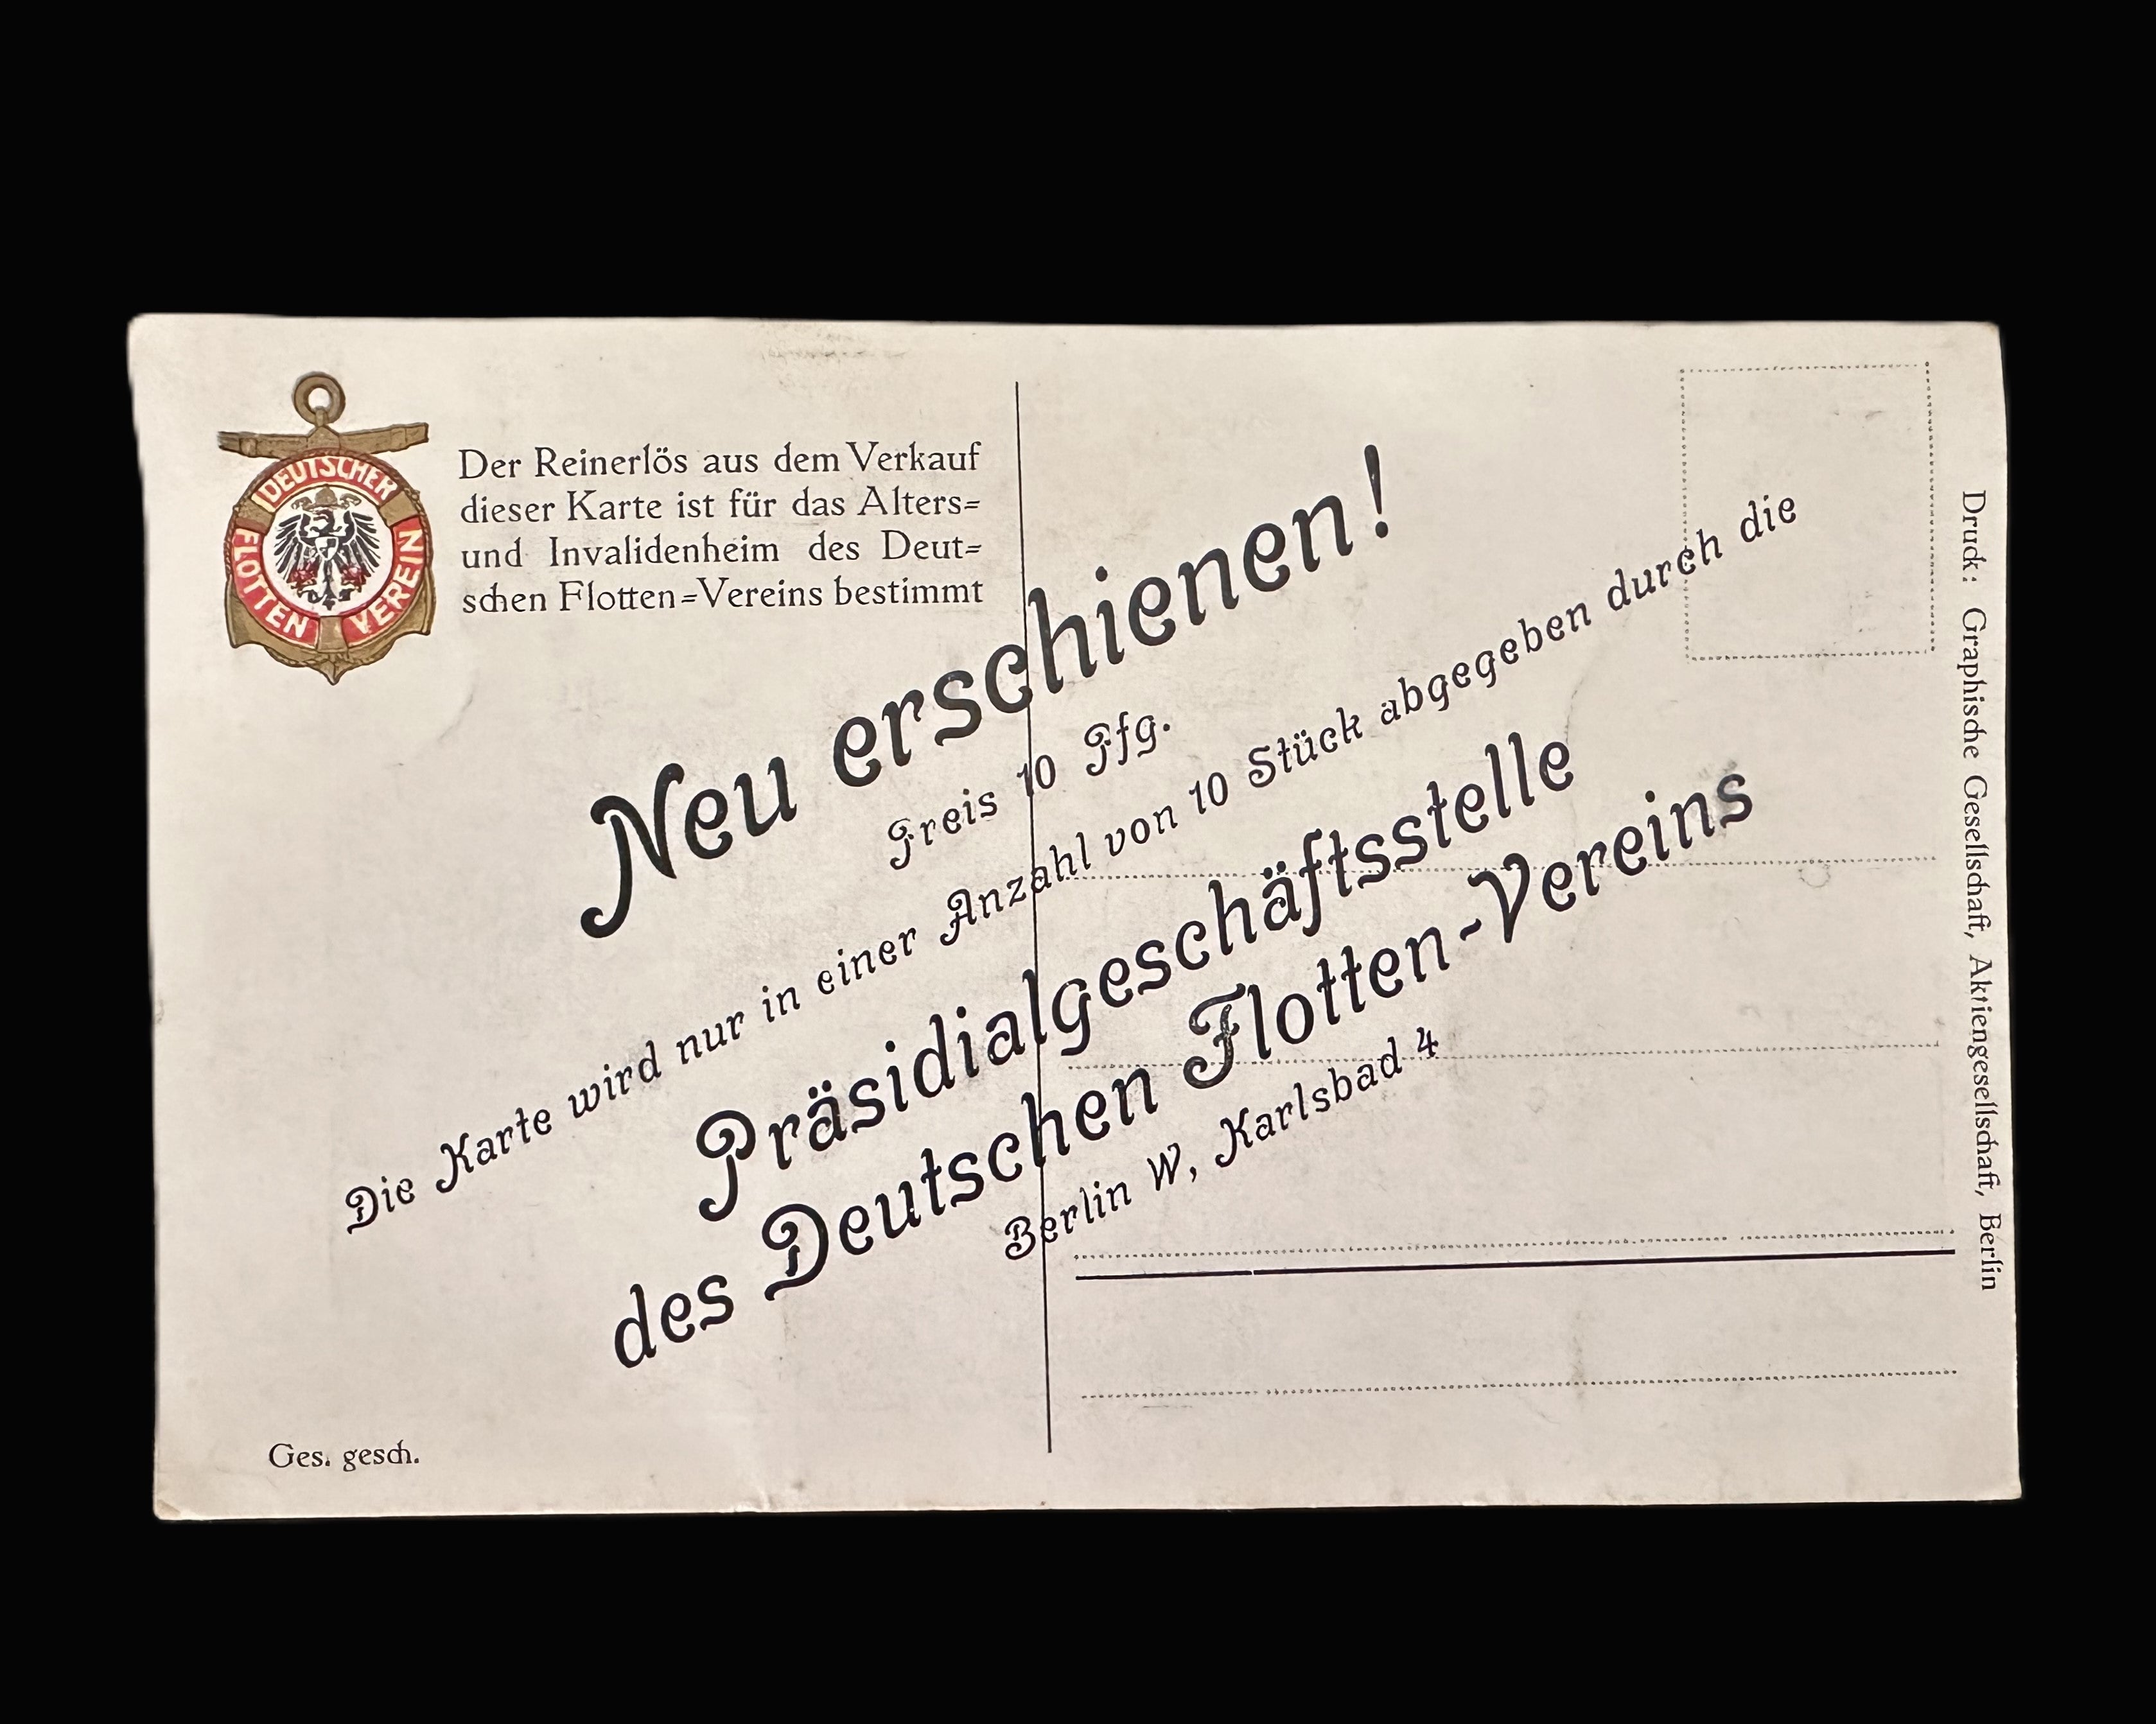 DEUTSCHER
FLOTTEN VEREIN
Der Reinerlös aus dem Verkauf
dieser Karte ist für das Alters=
und Invalidenheim des Deut=
schen Flotten=Vereins bestimmt
Neu erschienen!
Preis 10 Pfg.
Die Karte wird nur in einer Anzahl von 10 Stück abgegeben durch die
Präsidialgeschäftsstelle
des Deutschen Flotten-Vereins
Berlin W, Karlsbad 4
Ges. gesch.
Druck: Graphische Gesellschaft, Aktiengesellschaft, Berlin